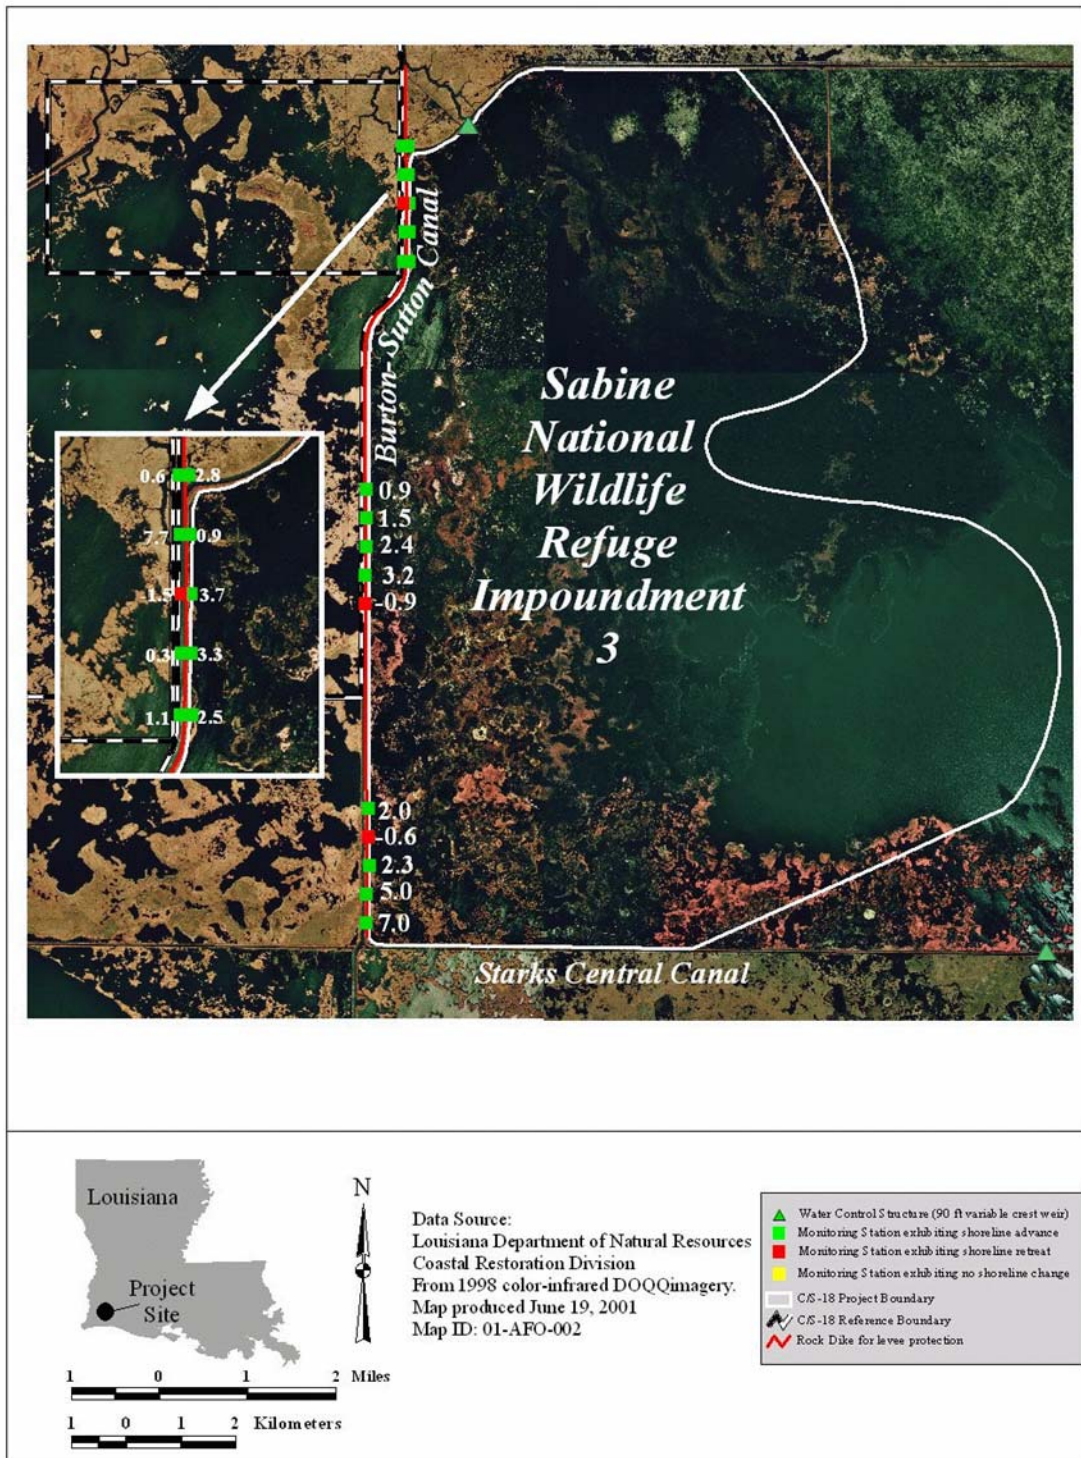 Burton-Sutton Canal
Sabine
National
Wildlife
Refuge
Impoundment
3
0.6 2.8
7.7 0.9
1.5 3.7
0.3 3.3
1.1 2.5
0.9
1.5
2.4
3.2
-0.9
2.0
-0.6
2.3
5.0
7.0
Starks Central Canal
Louisiana
Project
Site
N
Data Source:
Louisiana Department of Natural Resources
Coastal Restoration Division
From 1998 color-infrared DOQQimagery.
Map produced June 19, 2001
Map ID: 01-AFO-002
1 0 1 2 Miles
1 0 1 2 Kilometers
Water Control Structure (90 ft variable crest weir)
Monitoring Station exhibiting shoreline advance
Monitoring Station exhibiting shoreline retreat
Monitoring Station exhibiting no shoreline change
C/S-18 Project Boundary
C/S-18 Reference Boundary
Rock Dike for levee protection